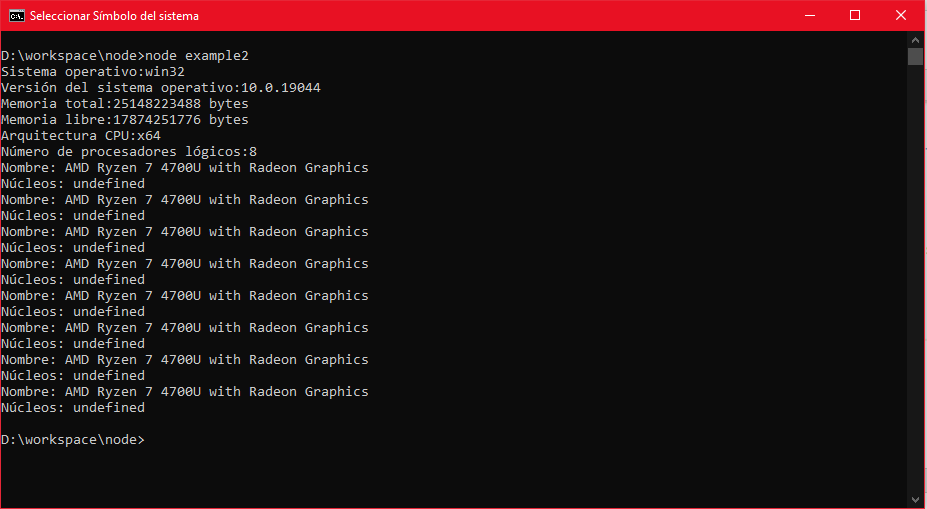 Seleccionar Símbolo del sistema
D:\workspace\node>node example2
Sistema operativo:win32
Versión del sistema operativo:10.0.19044
Memoria total:25148223488 bytes
Memoria libre:17874251776 bytes
Arquitectura CPU:x64
Número de procesadores lógicos:8
Nombre: AMD Ryzen 7 4700U with Radeon Graphics
Núcleos: undefined
Nombre: AMD Ryzen 7 4700U with Radeon Graphics
Núcleos: undefined
Nombre: AMD Ryzen 7 4700U with Radeon Graphics
Núcleos: undefined
Nombre: AMD Ryzen 7 4700U with Radeon Graphics
Núcleos: undefined
Nombre: AMD Ryzen 7 4700U with Radeon Graphics
Núcleos: undefined
Nombre: AMD Ryzen 7 4700U with Radeon Graphics
Núcleos: undefined
Nombre: AMD Ryzen 7 4700U with Radeon Graphics
Núcleos: undefined
Nombre: AMD Ryzen 7 4700U with Radeon Graphics
Núcleos: undefined
D:\workspace\node>